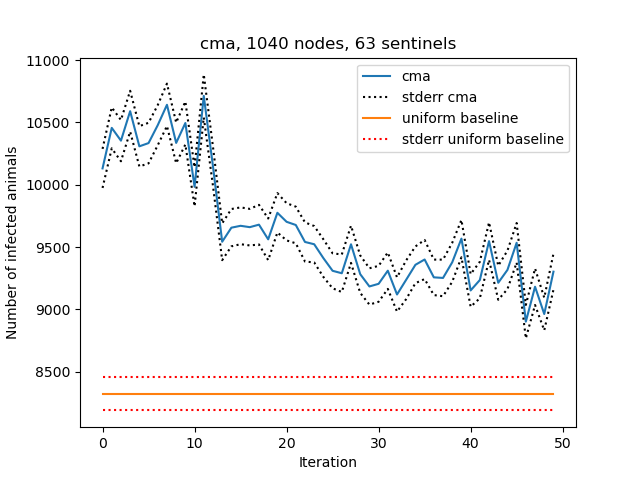 cma, 1040 nodes, 63 sentinels
11000
10500
10000
9500
9000
8500
Number of infected animals
cma
stderr cma
uniform baseline
stderr uniform baseline
0 10 20 30 40 50
Iteration